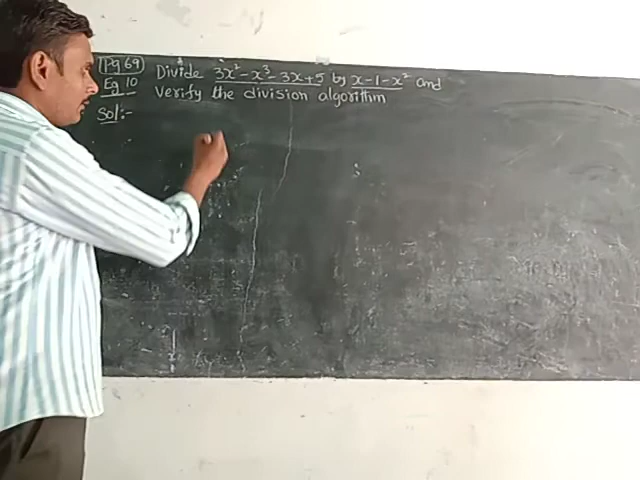 Pg 69 Divide 3x² - x³ - 3x + 5 by x - 1 - x² and
Eg 10 verify the division algorithm
Sol:-